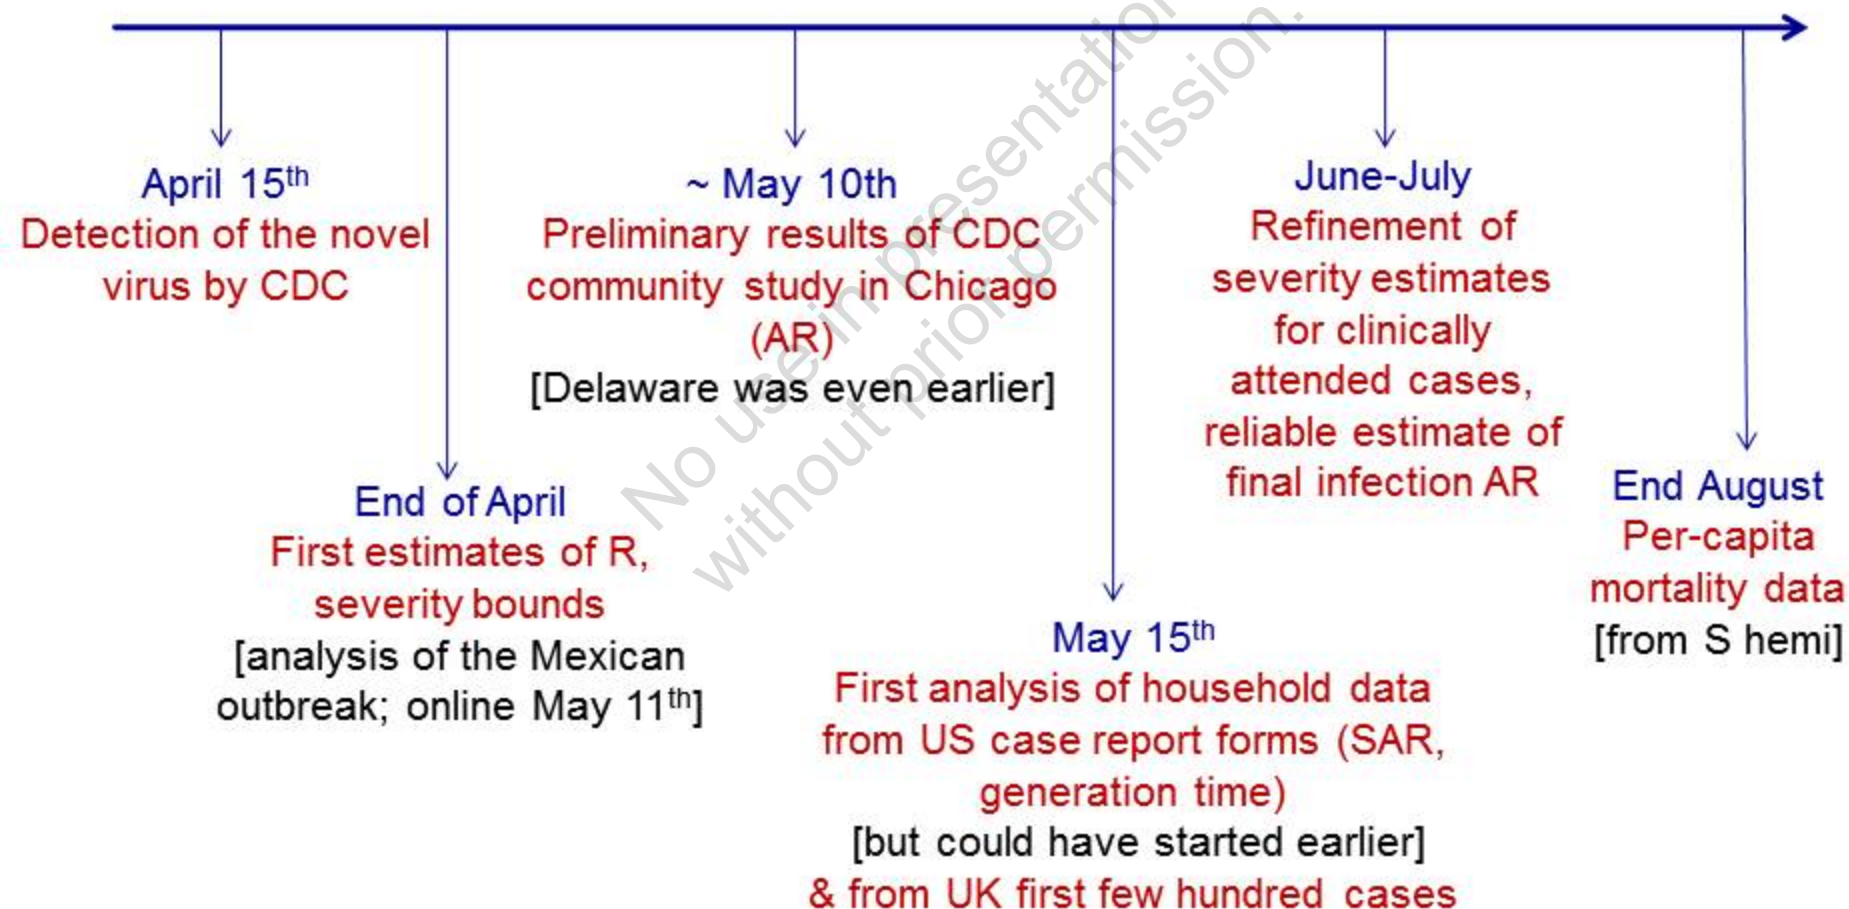 April 15th
Detection of the novel
virus by CDC
End of April
First estimates of R,
severity bounds
[analysis of the Mexican
outbreak; online May 11th]
~ May 10th
Preliminary results of CDC
community study in Chicago
(AR)
[Delaware was even earlier]
May 15th
First analysis of household data
from US case report forms (SAR,
generation time)
[but could have started earlier]
& from UK first few hundred cases
June-July
Refinement of
severity estimates
for clinically
attended cases,
reliable estimate of
final infection AR
End August
Per-capita
mortality data
[from S hemi]
No use in presentation
without prior permission.